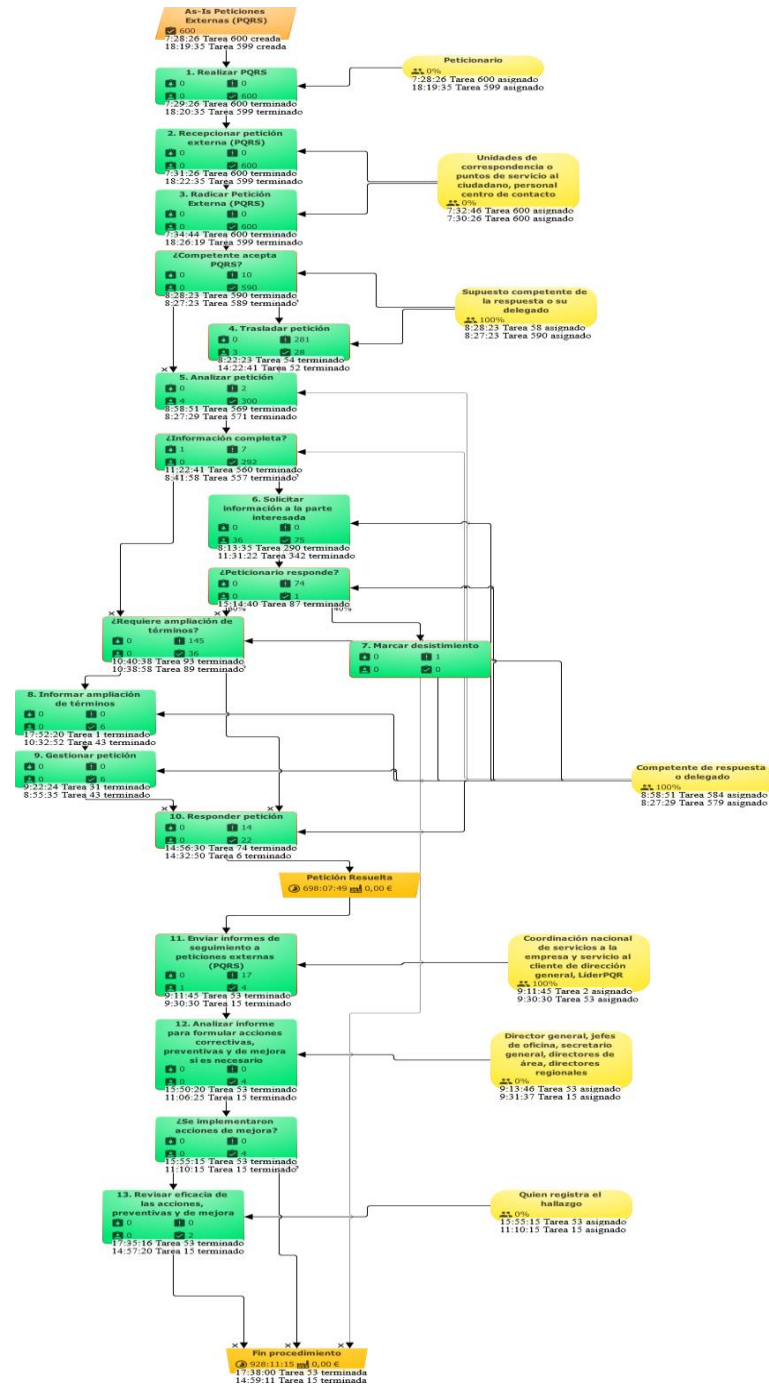 As-Is Peticiones
Externas (PQRS)
600
7:28:26 Tarea 600 creada
18:19:35 Tarea 599 creada
Peticionario
0%
7:28:26 Tarea 600 asignado
18:19:35 Tarea 599 asignado
1. Realizar PQRS
0 0
0 600
7:29:26 Tarea 600 terminado
18:20:35 Tarea 599 terminado
2. Recepcionar petición
externa (PQRS)
0 0
0 600
7:31:26 Tarea 600 terminado
18:22:35 Tarea 599 terminado
Unidades de
correspondencia o
puntos de servicio al
ciudadano, personal
centro de contacto
0%
7:32:46 Tarea 600 asignado
7:30:26 Tarea 600 asignado
3. Radicar Petición
Externa (PQRS)
0 0
0 600
7:34:44 Tarea 600 terminado
18:26:19 Tarea 599 terminado
¿Competente acepta
PQRS?
0 10
0 590
8:28:23 Tarea 590 terminado
8:27:23 Tarea 589 terminado
Supuesto competente de
la respuesta o su
delegado
100%
8:28:23 Tarea 58 asignado
8:27:23 Tarea 590 asignado
4. Trasladar petición
0 281
3 28
8:22:23 Tarea 54 terminado
14:22:41 Tarea 52 terminado
5. Analizar petición
0 2
4 300
8:58:51 Tarea 569 terminado
8:27:29 Tarea 571 terminado
¿Información completa?
1 7
0 292
11:22:41 Tarea 560 terminado
8:41:58 Tarea 557 terminado
6. Solicitar
información a la parte
interesada
0 0
36 75
8:13:35 Tarea 290 terminado
11:31:22 Tarea 342 terminado
¿Peticionario responde?
0 74
0 1
15:14:40 Tarea 87 terminado
40%
¿Requiere ampliación de
términos?
0 145
0 36
10:40:38 Tarea 93 terminado
10:38:58 Tarea 89 terminado
7. Marcar desistimiento
0 1
0 0
8. Informar ampliación
de términos
0 0
0 6
17:52:20 Tarea 1 terminado
10:32:52 Tarea 43 terminado
9. Gestionar petición
0 0
0 6
9:22:24 Tarea 31 terminado
8:55:35 Tarea 43 terminado
Competente de respuesta
o delegado
100%
8:58:51 Tarea 584 asignado
8:27:29 Tarea 579 asignado
10. Responder petición
0 14
0 22
14:56:30 Tarea 74 terminado
14:32:50 Tarea 6 terminado
Petición Resuelta
698:07:49 0,00 €
11. Enviar informes de
seguimiento a
peticiones externas
(PQRS)
0 17
1 4
9:11:45 Tarea 53 terminado
9:30:30 Tarea 15 terminado
Coordinación nacional
de servicios a la
empresa y servicio al
cliente de dirección
general, LíderPQR
100%
9:11:45 Tarea 2 asignado
9:30:30 Tarea 53 asignado
12. Analizar informe
para formular acciones
correctivas,
preventivas y de mejora
si es necesario
0 0
0 4
15:50:20 Tarea 53 terminado
11:06:25 Tarea 15 terminado
Director general, jefes
de oficina, secretario
general, directores de
área, directores
regionales
0%
9:13:46 Tarea 53 asignado
9:31:37 Tarea 15 asignado
¿Se implementaron
acciones de mejora?
0 0
0 4
15:55:15 Tarea 53 terminado
11:10:15 Tarea 15 terminado
13. Revisar eficacia de
las acciones,
preventivas y de mejora
0 0
0 2
17:35:16 Tarea 53 terminado
14:57:20 Tarea 15 terminado
Quien registra el
hallazgo
0%
15:55:15 Tarea 53 asignado
11:10:15 Tarea 15 asignado
Fin procedimiento
928:11:15 0,00 €
17:38:00 Tarea 53 terminada
14:59:11 Tarea 15 terminada